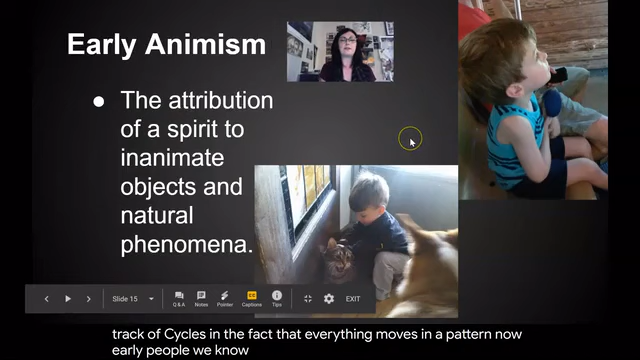 Early Animism
● The attribution
of a spirit to
inanimate
objects and
natural
phenomena.
Slide 15
Q&A
Notes
Pointer
Captions
Tips
EXIT
track of Cycles in the fact that everything moves in a pattern now
early people we know